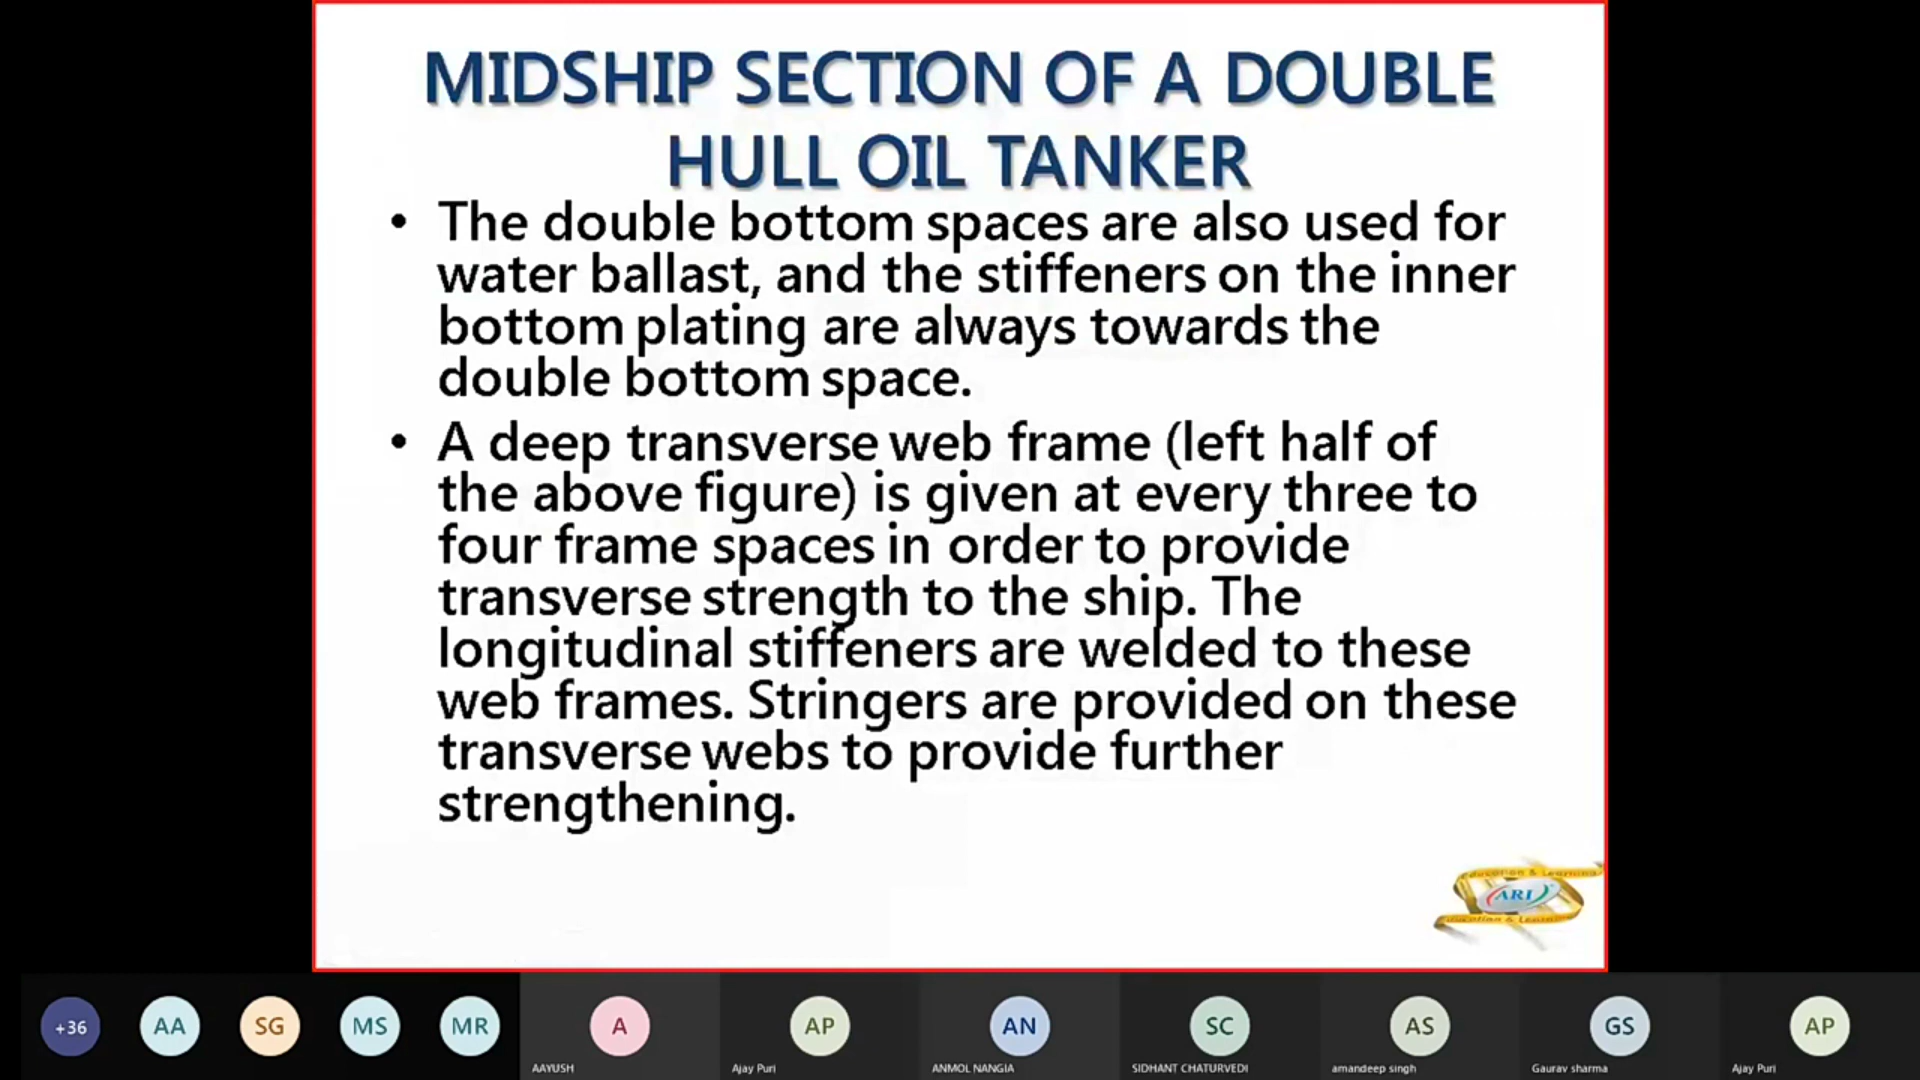 MIDSHIP SECTION OF A DOUBLE
HULL OIL TANKER
• The double bottom spaces are also used for
water ballast, and the stiffeners on the inner
bottom plating are always towards the
double bottom space.
• A deep transverse web frame (left half of
the above figure) is given at every three to
four frame spaces in order to provide
transverse strength to the ship. The
longitudinal stiffeners are welded to these
web frames. Stringers are provided on these
transverse webs to provide further
strengthening.
Education & Learning
ARI
Education & Learn
+36
AA
SG
MS
MR
A
AP
AN
SC
AS
GS
AP
AAYUSH
Ajay Puri
ANMOL NANGIA
SIDHANT CHATURVEDI
amandeep singh
Gaurav sharma
Ajay Puri